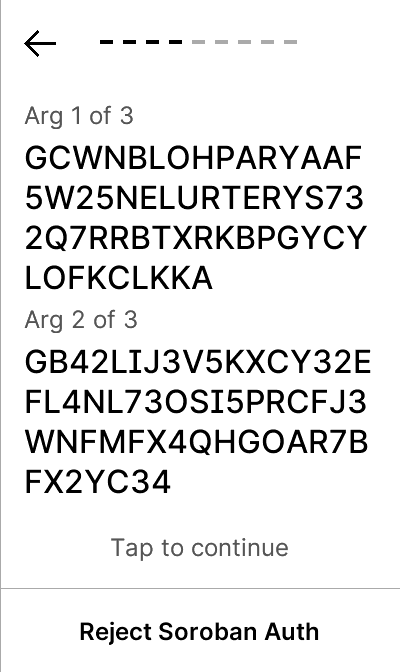 Arg 1 of 3
GCWNBLOHPARYAAF
5W25NELURTERYS73
2Q7RRBTXRKBPGYCY
LOFKCLKKA
Arg 2 of 3
GB42LIJ3V5KXCY32E
FL4NL73OSI5PRCFJ3
WNFMFX4QHGOAR7B
FX2YC34
Tap to continue
Reject Soroban Auth